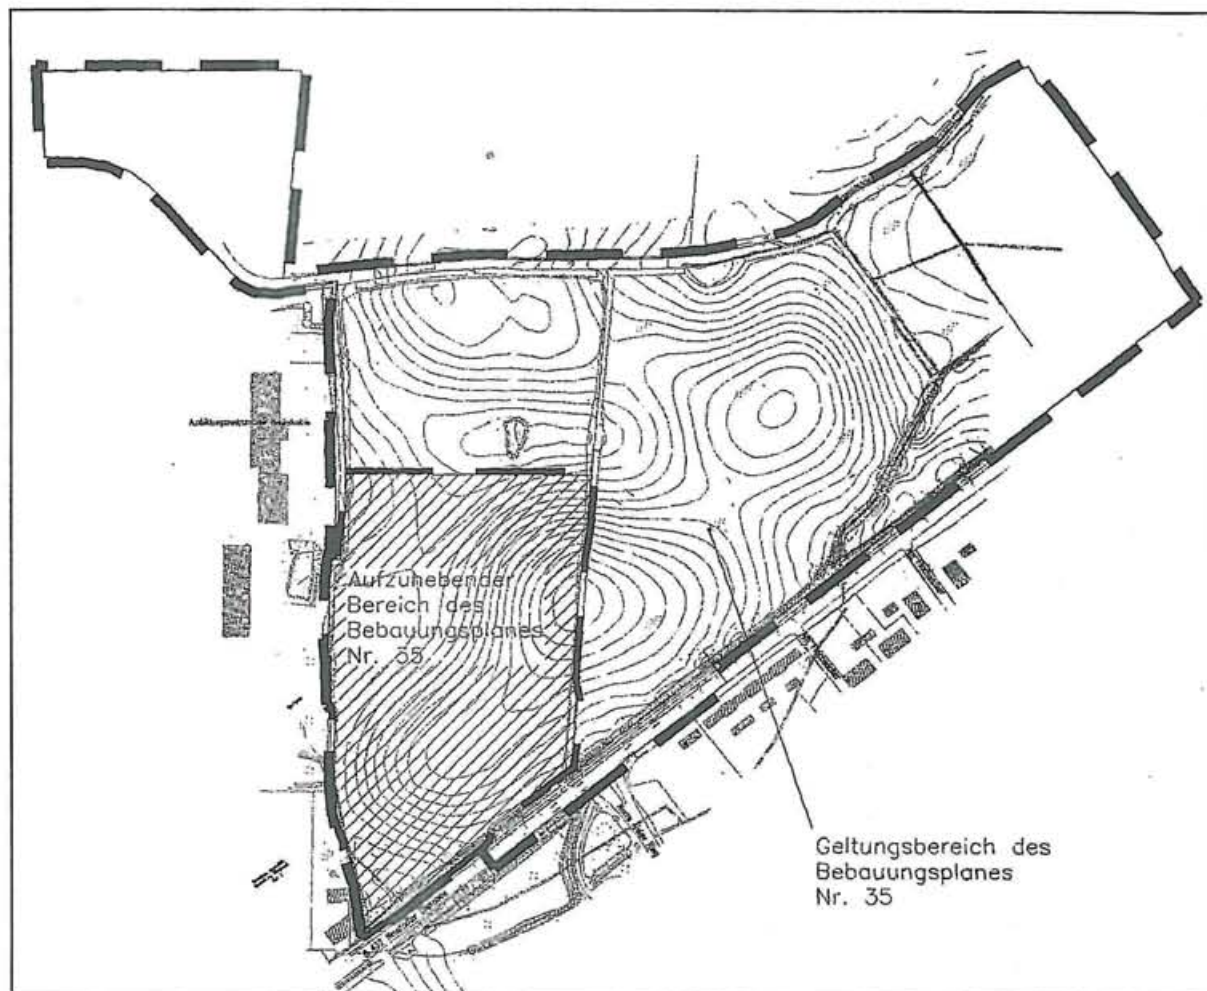 Aufzuhebender
Bereich des
Bebauungsplanes
Nr. 35
Geltungsbereich des
Bebauungsplanes
Nr. 35